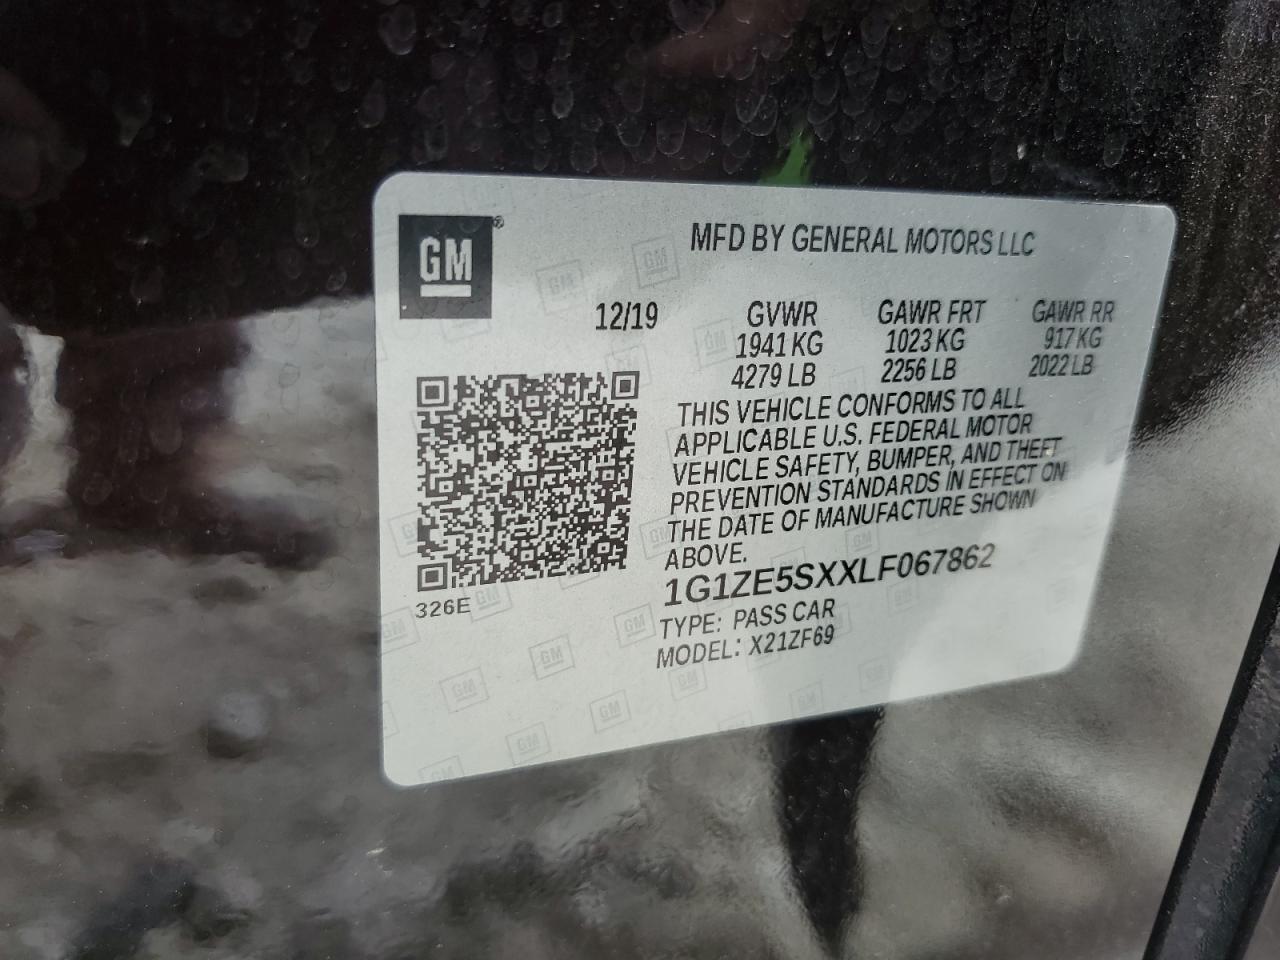 GM®
MFD BY GENERAL MOTORS LLC
12/19 GVWR GAWR FRT GAWR RR
1941 KG 1023 KG 917 KG
4279 LB 2256 LB 2022 LB
THIS VEHICLE CONFORMS TO ALL
APPLICABLE U.S. FEDERAL MOTOR
VEHICLE SAFETY, BUMPER, AND THEFT
PREVENTION STANDARDS IN EFFECT ON
THE DATE OF MANUFACTURE SHOWN
ABOVE.
1G1ZE5SXXLF067862
TYPE: PASS CAR
MODEL: X21ZF69
326E